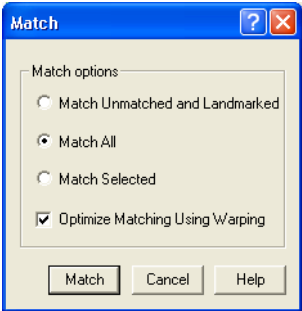 Match
Match options
Match Unmatched and Landmarked
Match All
Match Selected
Optimize Matching Using Warping
Match Cancel Help